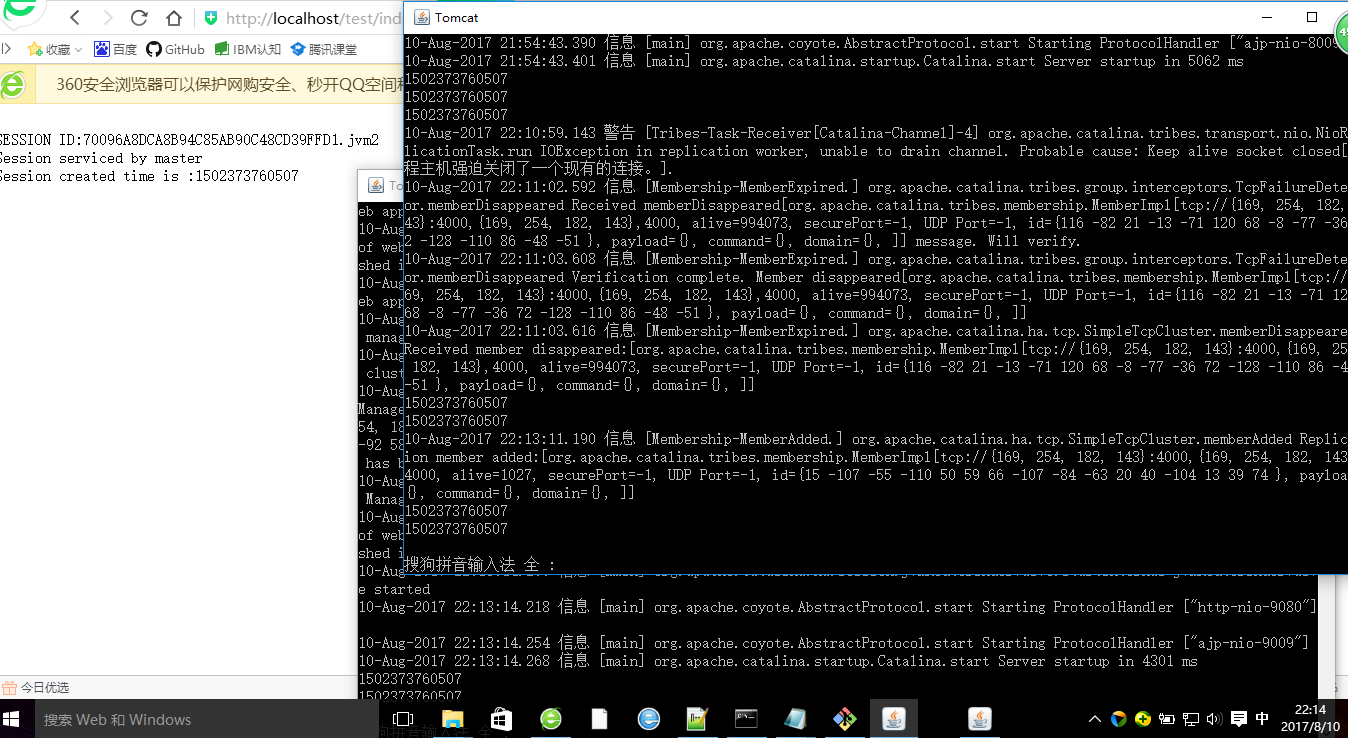 http://localhost/test/ind
收藏
百度
GitHub
IBM认知
腾讯课堂
360安全浏览器可以保护网购安全、秒开QQ空间和
SESSION ID:70096A8DCA8B94C85AB90C48CD39FFD1.jvm2
Session serviced by master
Session created time is :1502373760507
Tomcat
10-Aug-2017 21:54:43.390 信息 [main] org.apache.coyote.AbstractProtocol.start Starting ProtocolHandler ["ajp-nio-8009
10-Aug-2017 21:54:43.401 信息 [main] org.apache.catalina.startup.Catalina.start Server startup in 5062 ms
1502373760507
1502373760507
1502373760507
10-Aug-2017 22:10:59.143 警告 [Tribes-Task-Receiver[Catalina-Channel]-4] org.apache.catalina.tribes.transport.nio.NioR
licationTask.run IOException in replication worker, unable to drain channel. Probable cause: Keep alive socket closed[
程主机强迫关闭了一个现有的连接。].
10-Aug-2017 22:11:02.592 信息 [Membership-MemberExpired.] org.apache.catalina.tribes.group.interceptors.TcpFailureDete
or.memberDisappeared Received memberDisappeared[org.apache.catalina.tribes.membership.MemberImpl[tcp://{169, 254, 182,
43}:4000,{169, 254, 182, 143},4000, alive=994073, securePort=-1, UDP Port=-1, id={116 -82 21 -13 -71 120 68 -8 -77 -36
2 -128 -110 86 -48 -51 }, payload={}, command={}, domain={}, ]] message. Will verify.
10-Aug-2017 22:11:03.608 信息 [Membership-MemberExpired.] org.apache.catalina.tribes.group.interceptors.TcpFailureDete
or.memberDisappeared Verification complete. Member disappeared[org.apache.catalina.tribes.membership.MemberImpl[tcp://
69, 254, 182, 143}:4000,{169, 254, 182, 143},4000, alive=994073, securePort=-1, UDP Port=-1, id={116 -82 21 -13 -71 12
68 -8 -77 -36 72 -128 -110 86 -48 -51 }, payload={}, command={}, domain={}, ]]
10-Aug-2017 22:11:03.616 信息 [Membership-MemberExpired.] org.apache.catalina.ha.tcp.SimpleTcpCluster.memberDisappeare
Received member disappeared:[org.apache.catalina.tribes.membership.MemberImpl[tcp://{169, 254, 182, 143}:4000,{169, 25
182, 143},4000, alive=994073, securePort=-1, UDP Port=-1, id={116 -82 21 -13 -71 120 68 -8 -77 -36 72 -128 -110 86 -4
-51 }, payload={}, command={}, domain={}, ]]
1502373760507
1502373760507
10-Aug-2017 22:13:11.190 信息 [Membership-MemberAdded.] org.apache.catalina.ha.tcp.SimpleTcpCluster.memberAdded Replic
ion member added:[org.apache.catalina.tribes.membership.MemberImpl[tcp://{169, 254, 182, 143}:4000,{169, 254, 182, 143
4000, alive=1027, securePort=-1, UDP Port=-1, id={15 -107 -55 -110 50 59 66 -107 -84 -63 20 40 -104 13 39 74 }, payloa
{}, command={}, domain={}, ]]
1502373760507
1502373760507
搜狗拼音输入法 全 :
To
eb app
10-Aug
of web
shed i
10-Aug
eb app
10-Aug
manag
10-Aug
clust
10-Aug
Manage
54, 18
-92 58
has b
10-Aug
Manag
10-Aug
of web
shed i
10-Aug
e started
10-Aug-2017 22:13:14.218 信息 [main] org.apache.coyote.AbstractProtocol.start Starting ProtocolHandler ["http-nio-9080"]
10-Aug-2017 22:13:14.254 信息 [main] org.apache.coyote.AbstractProtocol.start Starting ProtocolHandler ["ajp-nio-9009"]
10-Aug-2017 22:13:14.268 信息 [main] org.apache.catalina.startup.Catalina.start Server startup in 4301 ms
1502373760507
1502373760507
今日优选
搜索 Web 和 Windows
中
22:14
2017/8/10